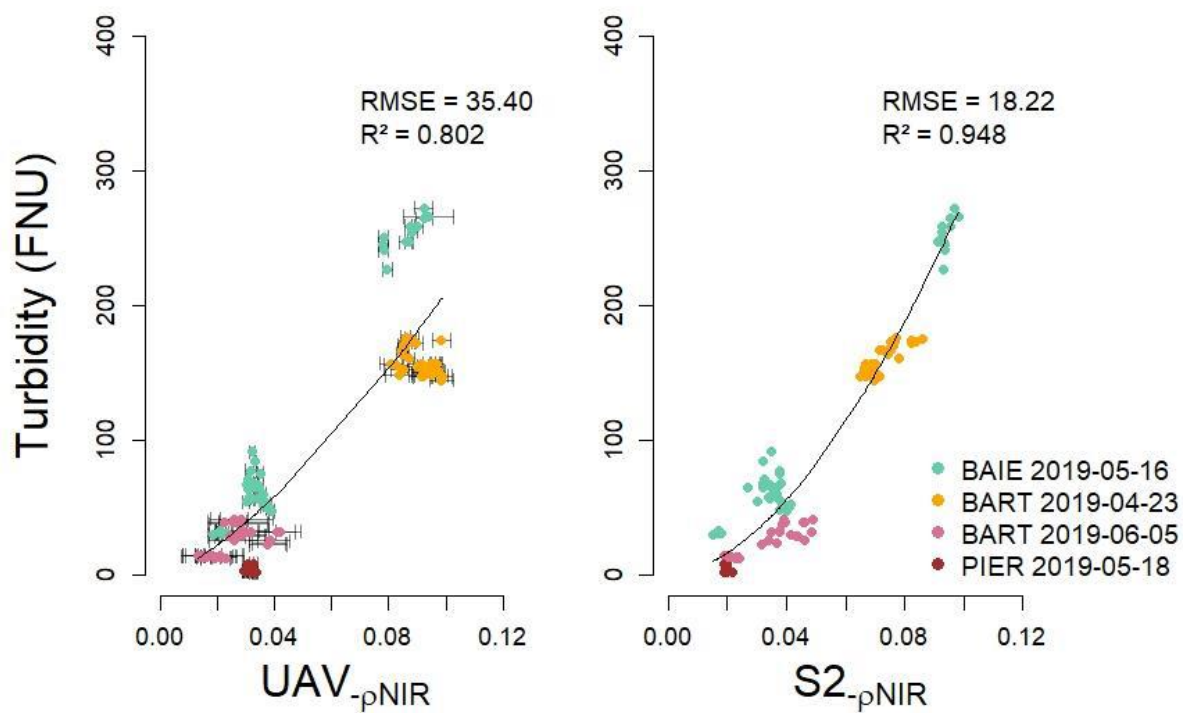 Turbidity (FNU)
400
300
200
100
0
RMSE = 35.40
R² = 0.802
0.00 0.04 0.08 0.12
UAV-ρNIR
400
300
200
100
0
RMSE = 18.22
R² = 0.948
BAIE 2019-05-16
BART 2019-04-23
BART 2019-06-05
PIER 2019-05-18
0.00 0.04 0.08 0.12
S2-ρNIR